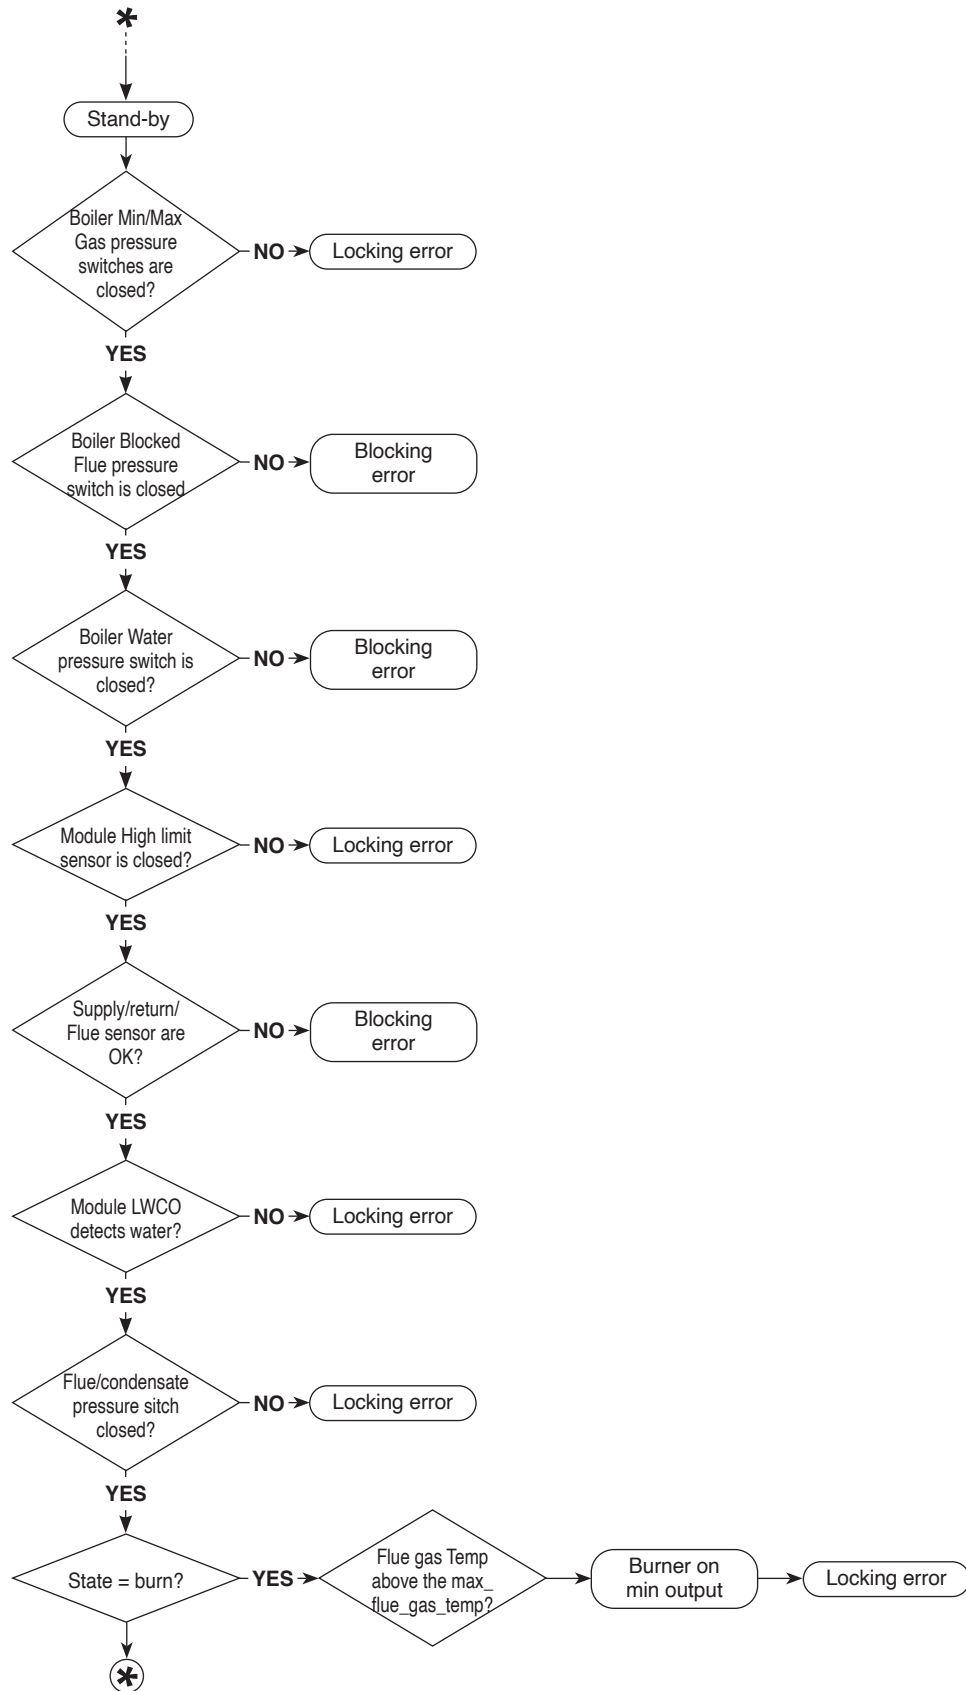 *
Stand-by
Boiler Min/Max
Gas pressure
switches are
closed?
NO
Locking error
YES
Boiler Blocked
Flue pressure
switch is closed
NO
Blocking
error
YES
Boiler Water
pressure switch is
closed?
NO
Blocking
error
YES
Module High limit
sensor is closed?
NO
Locking error
YES
Supply/return/
Flue sensor are
OK?
NO
Blocking
error
YES
Module LWCO
detects water?
NO
Locking error
YES
Flue/condensate
pressure sitch
closed?
NO
Locking error
YES
State = burn?
YES
Flue gas Temp
above the max_
flue_gas_temp?
Burner on
min output
Locking error
*